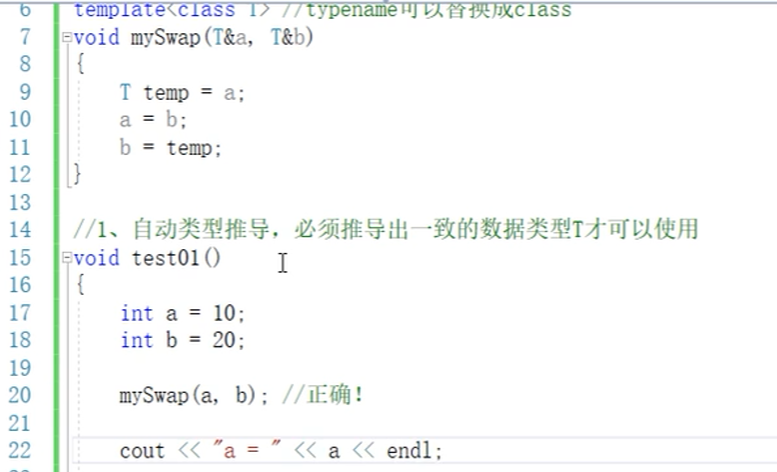 6 template<class T> //typename可以替换成class
7 void mySwap(T&a, T&b)
8 {
9 T temp = a;
10 a = b;
11 b = temp;
12 }
13
14 //1、自动类型推导，必须推导出一致的数据类型T才可以使用
15 void test01()
16 {
17 int a = 10;
18 int b = 20;
19
20 mySwap(a, b); //正确！
21
22 cout << "a = " << a << endl;